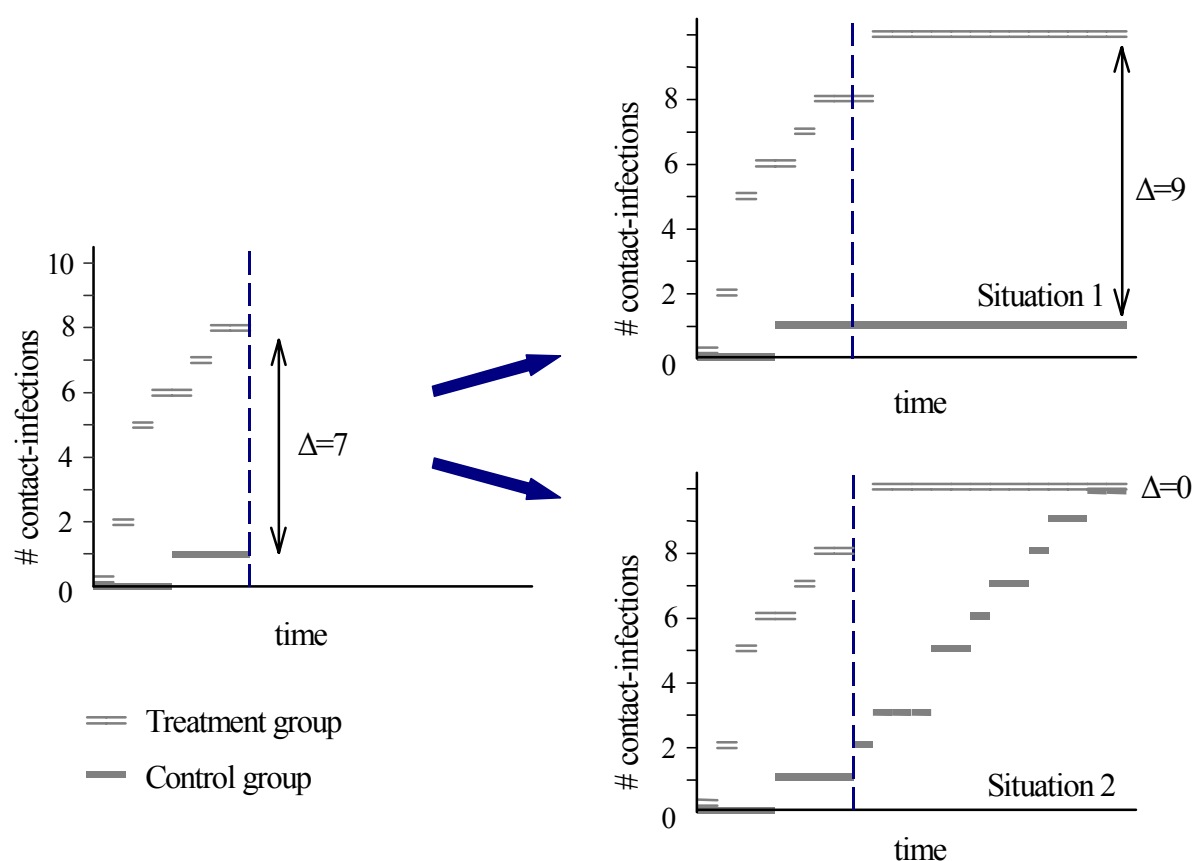 # contact-infections
10
8
6
4
2
0
Δ=7
time
Treatment group
Control group
# contact-infections
8
6
4
2
0
Δ=9
Situation 1
time
# contact-infections
8
6
4
2
0
Δ=0
Situation 2
time